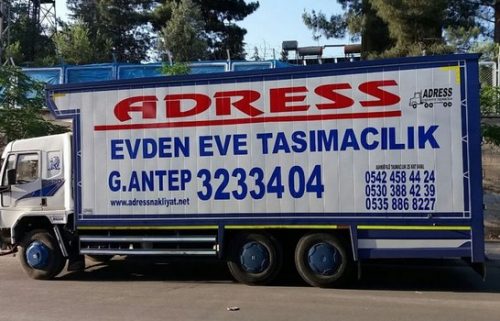 ADRESS
ADRESS
EVDEN EVE TASIMACILIK
G.ANTEP 3233404
www.adressnakliyat.net
0542 458 44 24
0530 388 42 39
0535 886 8227